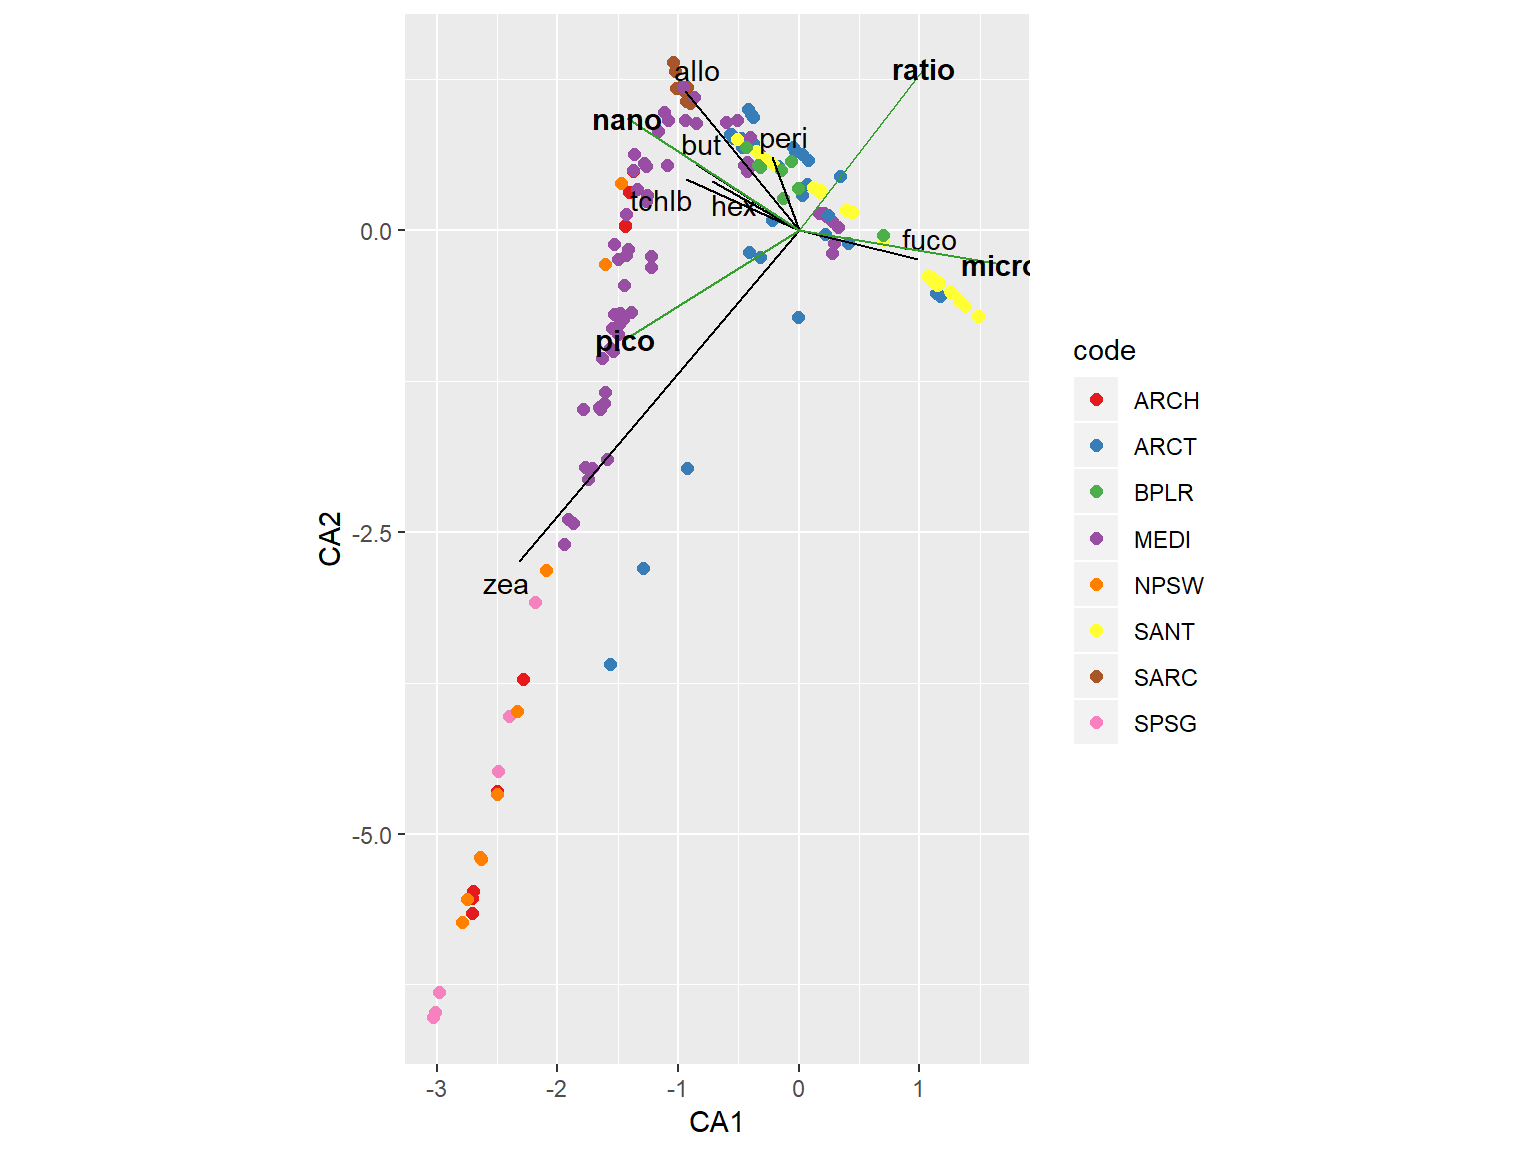 allo
ratio
nano
but
peri
tchlb
hex
fuco
micro
pico
zea
0.0
-2.5
-5.0
CA2
-3
-2
-1
0
1
CA1
code
ARCH
ARCT
BPLR
MEDI
NPSW
SANT
SARC
SPSG